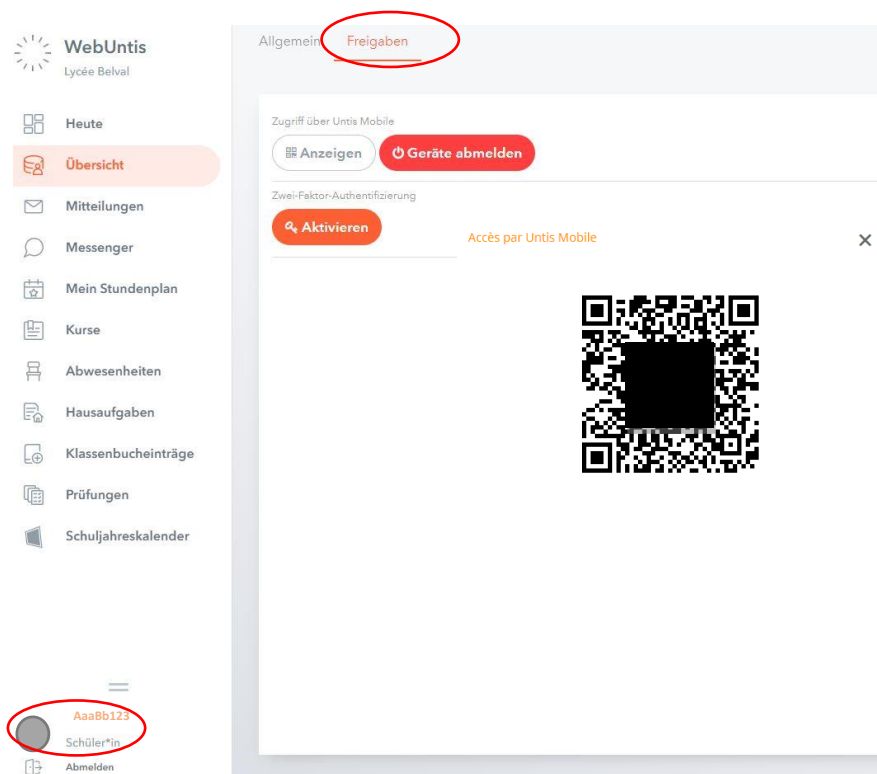 WebUntis
Lycée Belval
Heute
Übersicht
Mitteilungen
Messenger
Mein Stundenplan
Kurse
Abwesenheiten
Hausaufgaben
Klassenbucheinträge
Prüfungen
Schuljahreskalender
AaaBb123
Schüler*in
Abmelden
Allgemein Freigaben
Zugriff über Untis Mobile
Anzeigen Geräte abmelden
Zwei-Faktor-Authentifizierung
Aktivieren
Accès par Untis Mobile